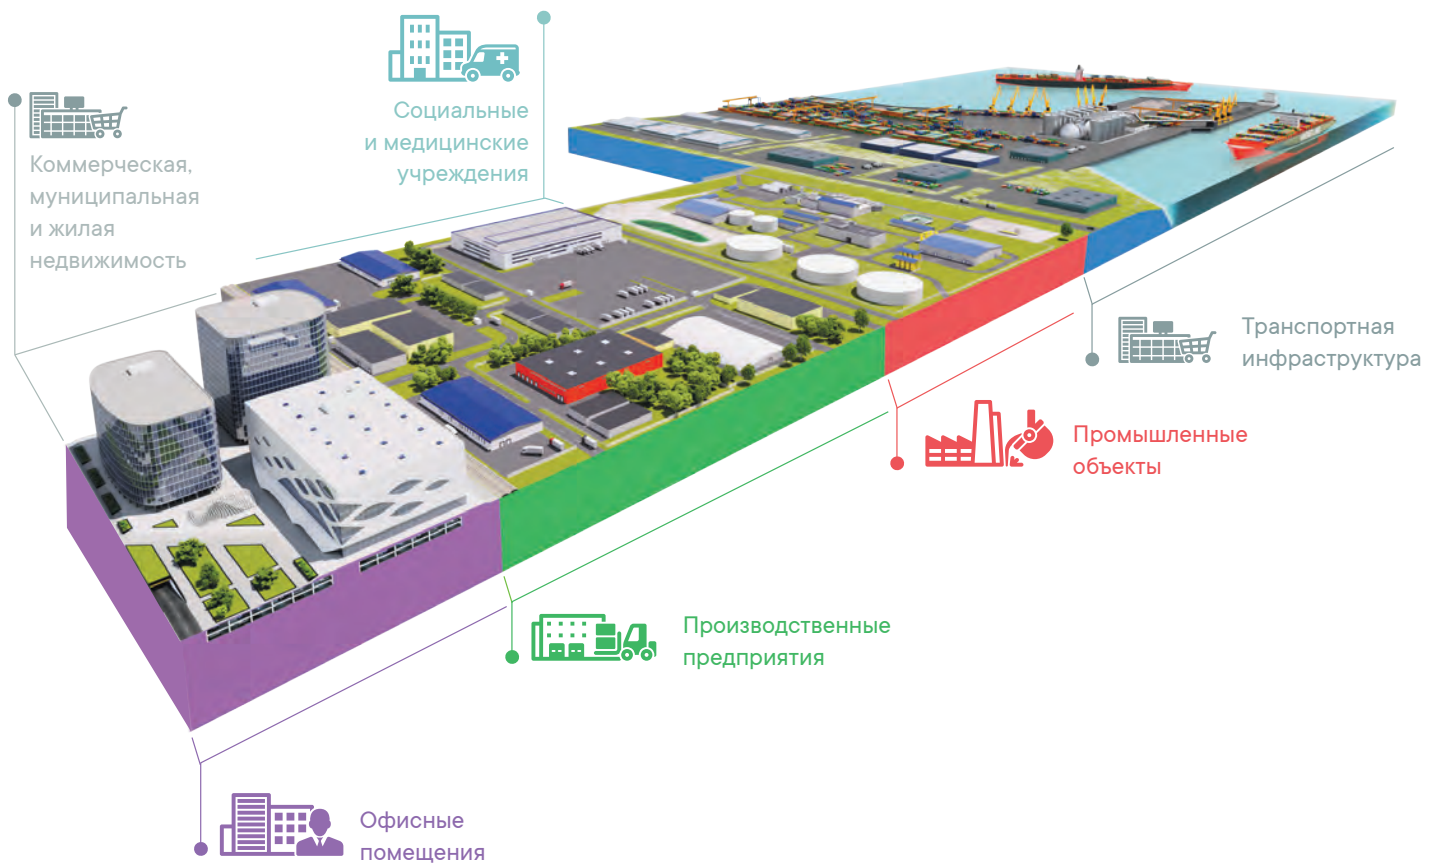 Социальные
и медицинские
учреждения
Коммерческая,
муниципальная
и жилая
недвижимость
Транспортная
инфраструктура
Промышленные
объекты
Производственные
предприятия
Офисные
помещения